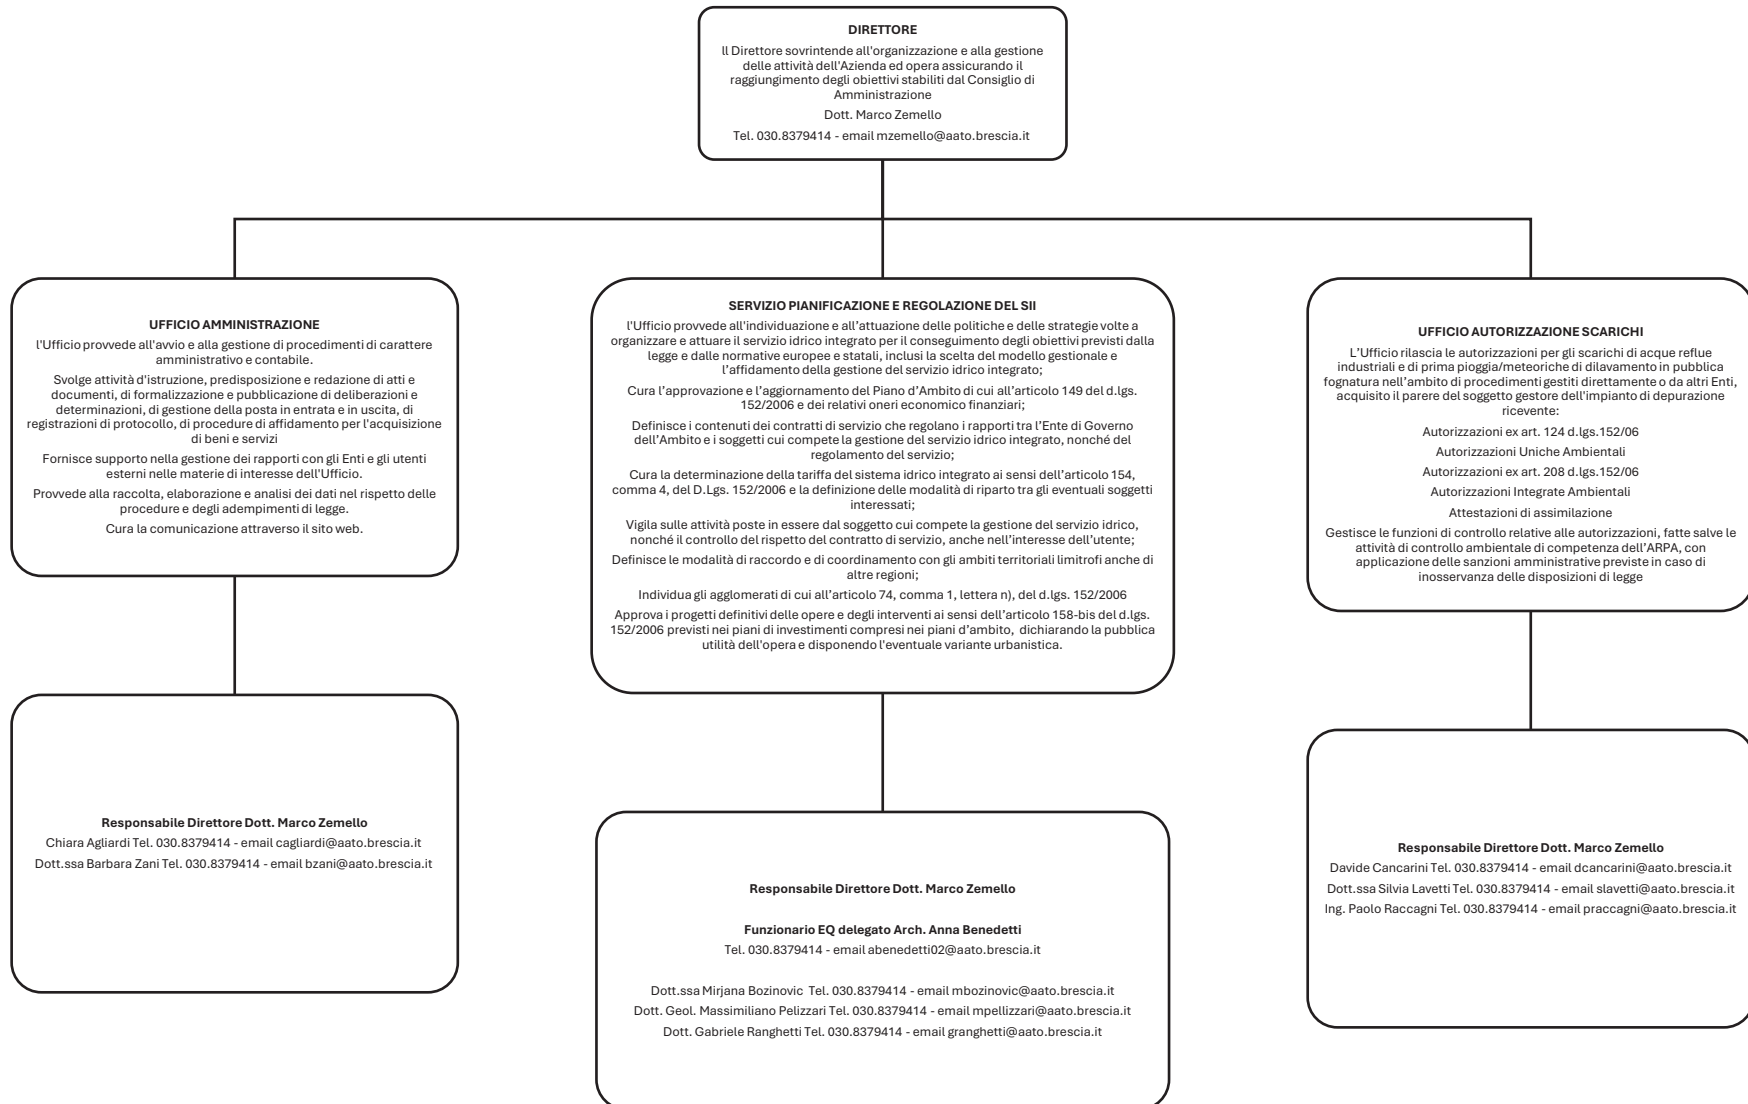 DIRETTORE
Il Direttore sovrintende all'organizzazione e alla gestione
delle attività dell'Azienda ed opera assicurando il
raggiungimento degli obiettivi stabiliti dal Consiglio di
Amministrazione
Dott. Marco Zemello
Tel. 030.8379414 - email mzemello@aato.brescia.it
UFFICIO AMMINISTRAZIONE
l'Ufficio provvede all'avvio e alla gestione di procedimenti di carattere
amministrativo e contabile.
Svolge attività d'istruzione, predisposizione e redazione di atti e
documenti, di formalizzazione e pubblicazione di deliberazioni e
determinazioni, di gestione della posta in entrata e in uscita, di
registrazioni di protocollo, di procedure di affidamento per l'acquisizione
di beni e servizi
Fornisce supporto nella gestione dei rapporti con gli Enti e gli utenti
esterni nelle materie di interesse dell'Ufficio.
Provvede alla raccolta, elaborazione e analisi dei dati nel rispetto delle
procedure e degli adempimenti di legge.
Cura la comunicazione attraverso il sito web.
SERVIZIO PIANIFICAZIONE E REGOLAZIONE DEL SII
l'Ufficio provvede all'individuazione e all’attuazione delle politiche e delle strategie volte a
organizzare e attuare il servizio idrico integrato per il conseguimento degli obiettivi previsti dalla
legge e dalle normative europee e statali, inclusi la scelta del modello gestionale e
l’affidamento della gestione del servizio idrico integrato;
Cura l’approvazione e l’aggiornamento del Piano d’Ambito di cui all’articolo 149 del d.lgs.
152/2006 e dei relativi oneri economico finanziari;
Definisce i contenuti dei contratti di servizio che regolano i rapporti tra l’Ente di Governo
dell’Ambito e i soggetti cui compete la gestione del servizio idrico integrato, nonché del
regolamento del servizio;
Cura la determinazione della tariffa del sistema idrico integrato ai sensi dell’articolo 154,
comma 4, del D.Lgs. 152/2006 e la definizione delle modalità di riparto tra gli eventuali soggetti
interessati;
Vigila sulle attività poste in essere dal soggetto cui compete la gestione del servizio idrico,
nonché il controllo del rispetto del contratto di servizio, anche nell’interesse dell’utente;
Definisce le modalità di raccordo e di coordinamento con gli ambiti territoriali limitrofi anche di
altre regioni;
Individua gli agglomerati di cui all’articolo 74, comma 1, lettera n), del d.lgs. 152/2006
Approva i progetti definitivi delle opere e degli interventi ai sensi dell’articolo 158-bis del d.lgs.
152/2006 previsti nei piani di investimenti compresi nei piani d’ambito, dichiarando la pubblica
utilità dell'opera e disponendo l'eventuale variante urbanistica.
UFFICIO AUTORIZZAZIONE SCARICHI
L’Ufficio rilascia le autorizzazioni per gli scarichi di acque reflue
industriali e di prima pioggia/meteoriche di dilavamento in pubblica
fognatura nell’ambito di procedimenti gestiti direttamente o da altri Enti,
acquisito il parere del soggetto gestore dell'impianto di depurazione
ricevente:
Autorizzazioni ex art. 124 d.lgs.152/06
Autorizzazioni Uniche Ambientali
Autorizzazioni ex art. 208 d.lgs.152/06
Autorizzazioni Integrate Ambientali
Attestazioni di assimilazione
Gestisce le funzioni di controllo relative alle autorizzazioni, fatte salve le
attività di controllo ambientale di competenza dell’ARPA, con
applicazione delle sanzioni amministrative previste in caso di
inosservanza delle disposizioni di legge
Responsabile Direttore Dott. Marco Zemello
Chiara Agliardi Tel. 030.8379414 - email cagliardi@aato.brescia.it
Dott.ssa Barbara Zani Tel. 030.8379414 - email bzani@aato.brescia.it
Responsabile Direttore Dott. Marco Zemello
Funzionario EQ delegato Arch. Anna Benedetti
Tel. 030.8379414 - email abenedetti02@aato.brescia.it
Dott.ssa Mirjana Bozinovic Tel. 030.8379414 - email mbozinovic@aato.brescia.it
Dott. Geol. Massimiliano Pelizzari Tel. 030.8379414 - email mpellizzari@aato.brescia.it
Dott. Gabriele Ranghetti Tel. 030.8379414 - email granghetti@aato.brescia.it
Responsabile Direttore Dott. Marco Zemello
Davide Cancarini Tel. 030.8379414 - email dcancarini@aato.brescia.it
Dott.ssa Silvia Lavetti Tel. 030.8379414 - email slavetti@aato.brescia.it
Ing. Paolo Raccagni Tel. 030.8379414 - email praccagni@aato.brescia.it